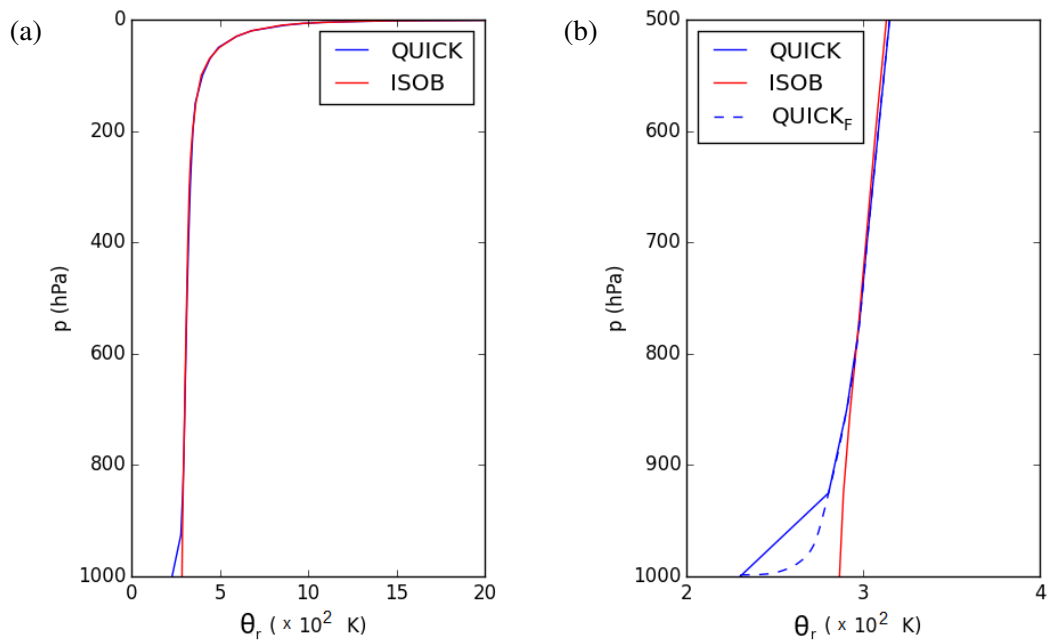 (a)
0
200
400
600
800
1000
p (hPa)
QUICK
ISOB
0 5 10 15 20
θr ( × 10² K)
(b)
500
600
700
800
900
1000
p (hPa)
QUICK
ISOB
QUICK_F
2 3 4
θr ( × 10² K)